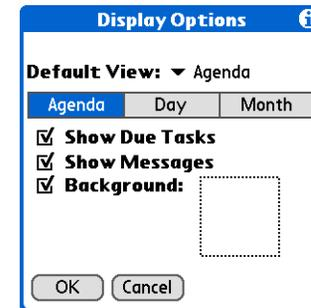 Display Options i
Default View: Agenda
Agenda Day Month
Show Due Tasks
Show Messages
Background:
OK Cancel